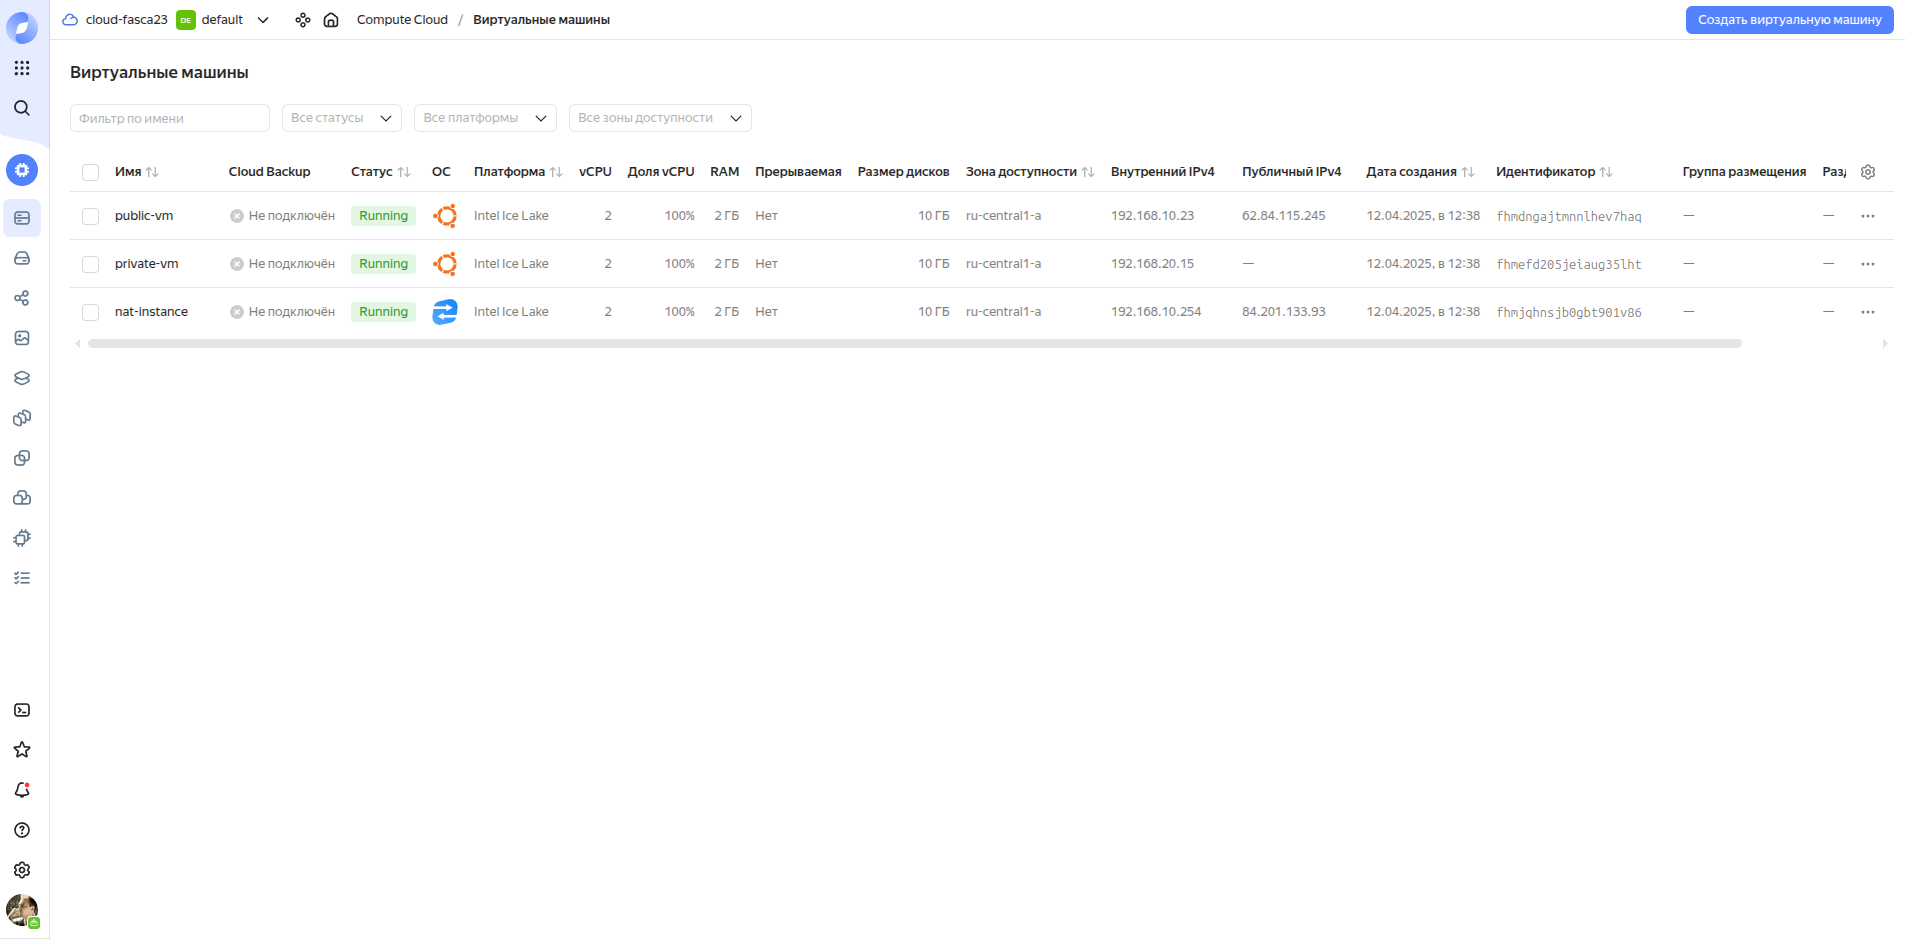 cloud-fasca23 DE default Compute Cloud / Виртуальные машины Создать виртуальную машину
Виртуальные машины
Фильтр по имени Все статусы Все платформы Все зоны доступности
Имя Cloud Backup Статус ОС Платформа vCPU Доля vCPU RAM Прерываемая Размер дисков Зона доступности Внутренний IPv4 Публичный IPv4 Дата создания Идентификатор Группа размещения Разд
public-vm Не подключён Running Intel Ice Lake 2 100% 2 ГБ Нет 10 ГБ ru-central1-a 192.168.10.23 62.84.115.245 12.04.2025, в 12:38 fhmdngajtmnnlhev7haq — —
private-vm Не подключён Running Intel Ice Lake 2 100% 2 ГБ Нет 10 ГБ ru-central1-a 192.168.20.15 — 12.04.2025, в 12:38 fhmefd205jeiaug35lht — —
nat-instance Не подключён Running Intel Ice Lake 2 100% 2 ГБ Нет 10 ГБ ru-central1-a 192.168.10.254 84.201.133.93 12.04.2025, в 12:38 fhmjqhnsjb0gbt901v86 — —